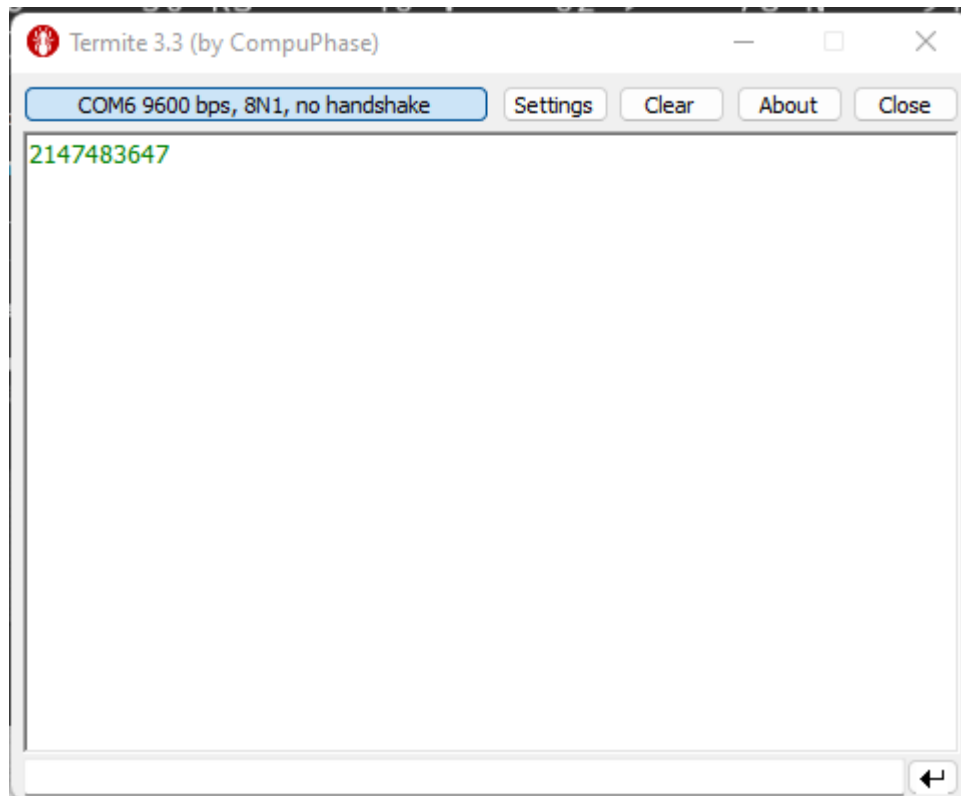 Termite 3.3 (by CompuPhase)
COM6 9600 bps, 8N1, no handshake Settings Clear About Close
2147483647